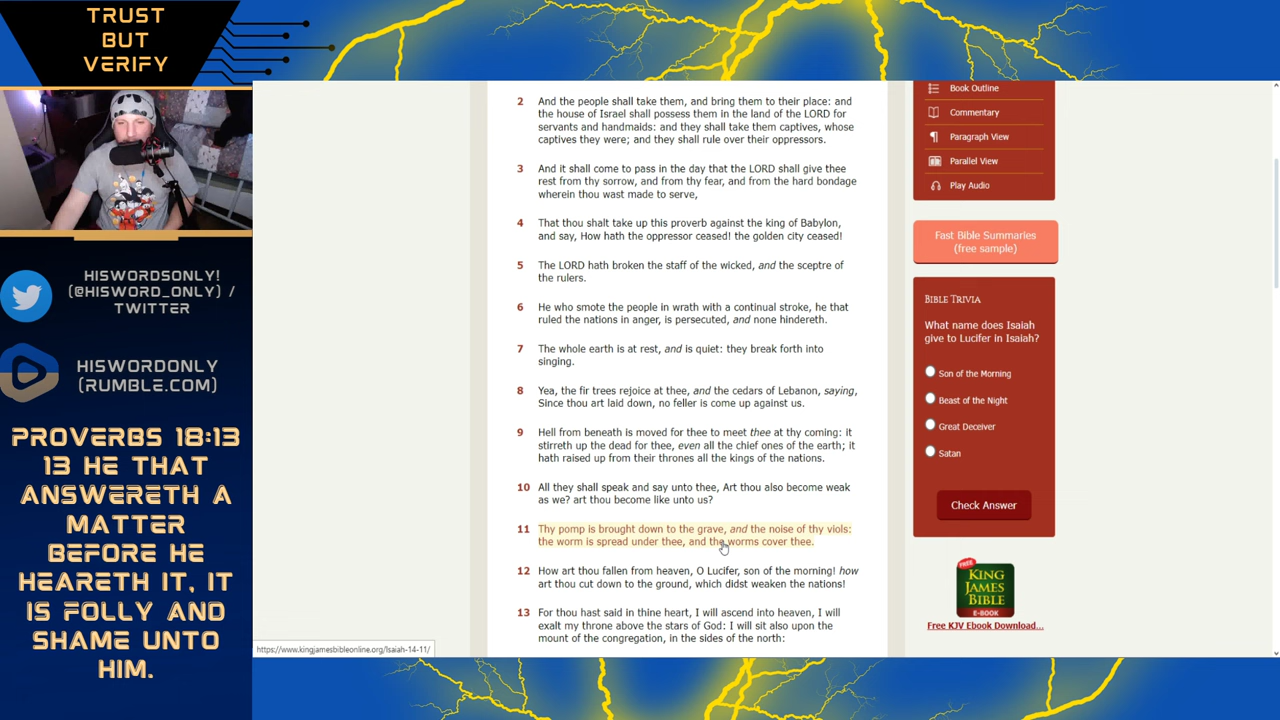 TRUST
BUT
VERIFY
HISWORDSONLY!
(@HISWORD_ONLY) /
TWITTER
HISWORDONLY
(RUMBLE.COM)
PROVERBS 18:13
13 HE THAT
ANSWERETH A
MATTER
BEFORE HE
HEARETH IT, IT
IS FOLLY AND
SHAME UNTO
HIM.
2 And the people shall take them, and bring them to their place: and
the house of Israel shall possess them in the land of the LORD for
servants and handmaids: and they shall take them captives, whose
captives they were; and they shall rule over their oppressors.
3 And it shall come to pass in the day that the LORD shall give thee
rest from thy sorrow, and from thy fear, and from the hard bondage
wherein thou wast made to serve,
4 That thou shalt take up this proverb against the king of Babylon,
and say, How hath the oppressor ceased! the golden city ceased!
5 The LORD hath broken the staff of the wicked, and the sceptre of
the rulers.
6 He who smote the people in wrath with a continual stroke, he that
ruled the nations in anger, is persecuted, and none hindereth.
7 The whole earth is at rest, and is quiet: they break forth into
singing.
8 Yea, the fir trees rejoice at thee, and the cedars of Lebanon, saying,
Since thou art laid down, no feller is come up against us.
9 Hell from beneath is moved for thee to meet thee at thy coming: it
stirreth up the dead for thee, even all the chief ones of the earth; it
hath raised up from their thrones all the kings of the nations.
10 All they shall speak and say unto thee, Art thou also become weak
as we? art thou become like unto us?
11 Thy pomp is brought down to the grave, and the noise of thy viols:
the worm is spread under thee, and the worms cover thee.
12 How art thou fallen from heaven, O Lucifer, son of the morning! how
art thou cut down to the ground, which didst weaken the nations!
13 For thou hast said in thine heart, I will ascend into heaven, I will
exalt my throne above the stars of God: I will sit also upon the
mount of the congregation, in the sides of the north:
https://www.kingjamesbibleonline.org/Isaiah-14-11/
Book Outline
Commentary
Paragraph View
Parallel View
Play Audio
Fast Bible Summaries
(free sample)
BIBLE TRIVIA
What name does Isaiah
give to Lucifer in Isaiah?
Son of the Morning
Beast of the Night
Great Deceiver
Satan
Check Answer
FREE
KING
JAMES
BIBLE
E-BOOK
Free KJV Ebook Download...